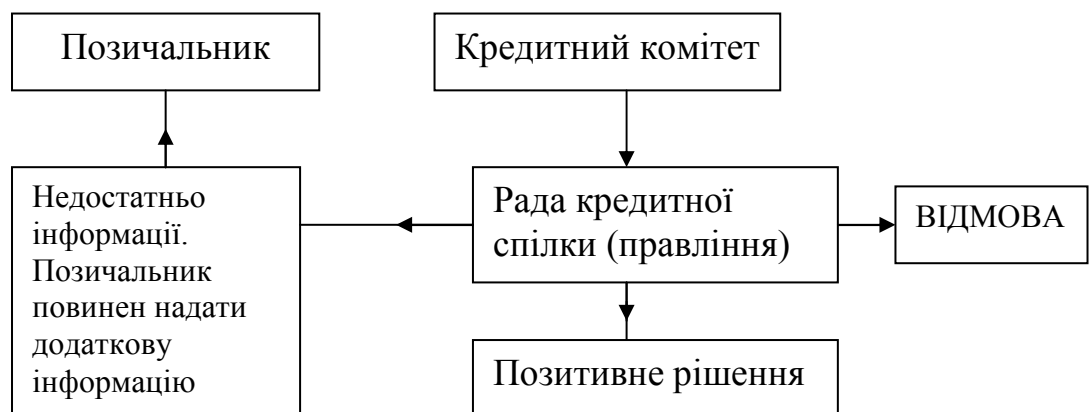 Позичальник
Кредитний комітет
Недостатньо
інформації.
Позичальник
повинен надати
додаткову
інформацію
Рада кредитної
спілки (правління)
ВІДМОВА
Позитивне рішення